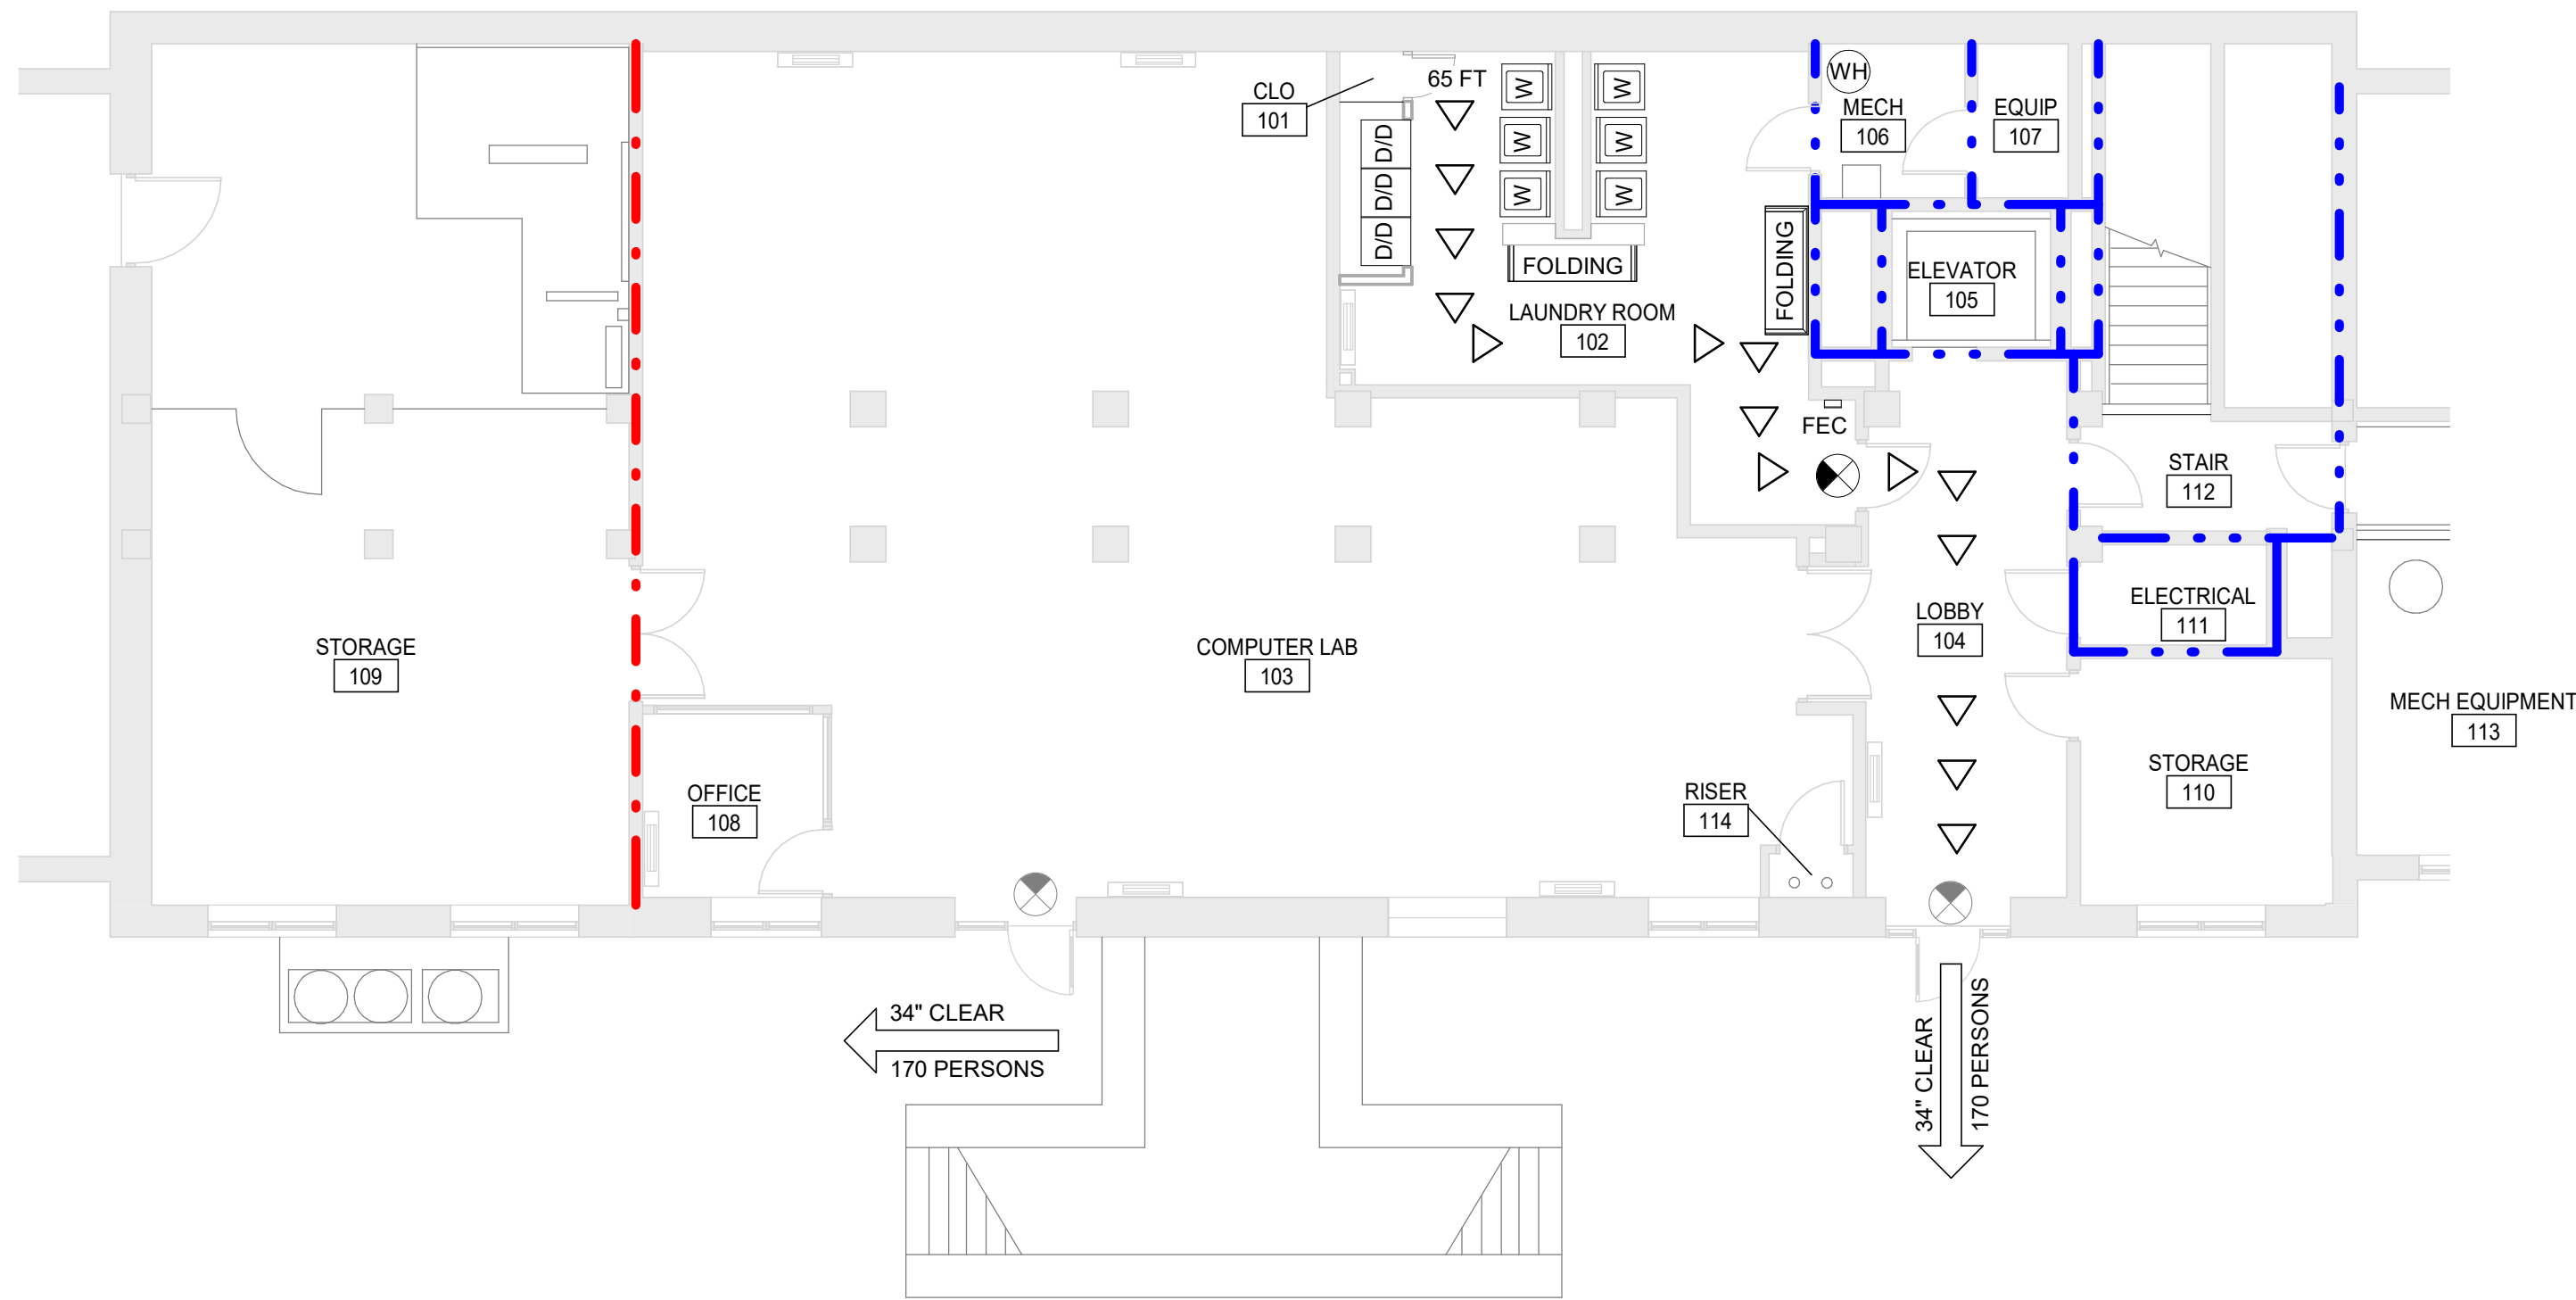 CLO
101
65 FT
W
W
W
W
W
W
D/D
D/D
D/D
FOLDING
FOLDING
LAUNDRY ROOM
102
WH
MECH
106
EQUIP
107
ELEVATOR
105
FEC
STAIR
112
ELECTRICAL
111
LOBBY
104
STORAGE
109
COMPUTER LAB
103
MECH EQUIPMENT
113
STORAGE
110
OFFICE
108
RISER
114
34" CLEAR
170 PERSONS
34" CLEAR
170 PERSONS